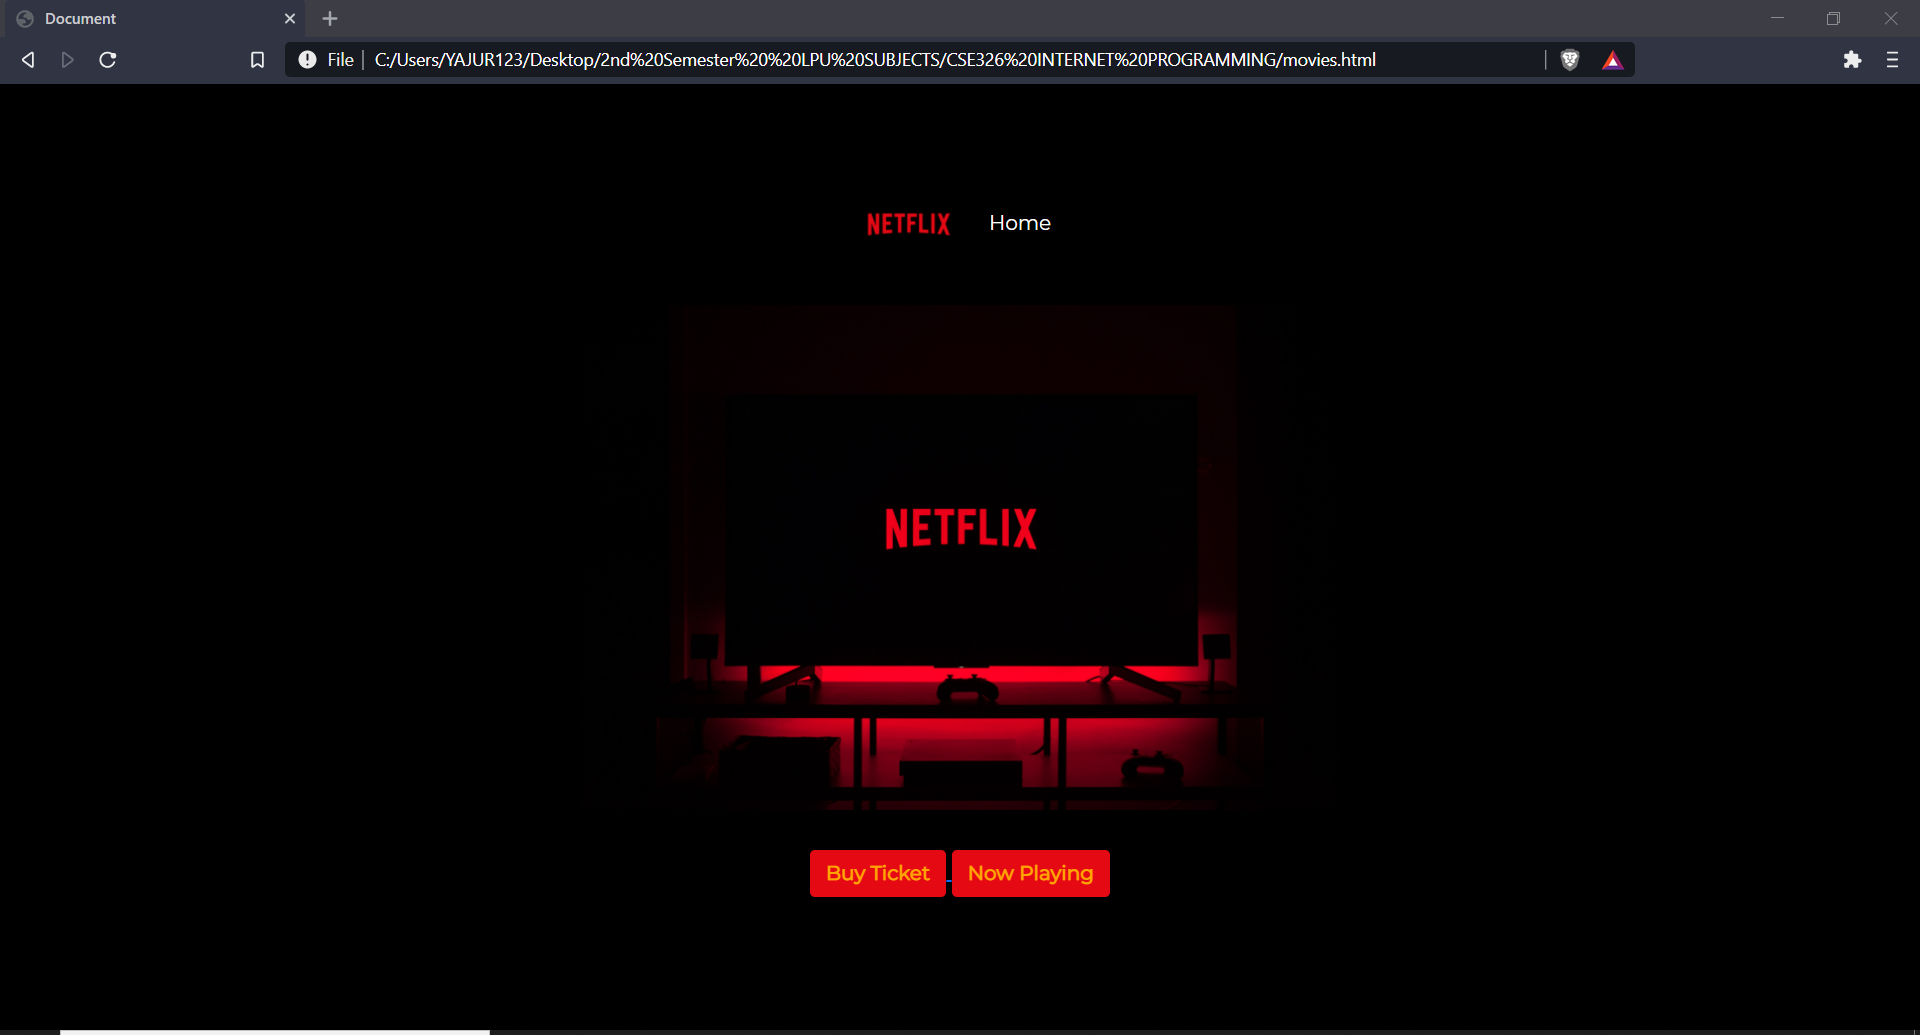 Document
File C:/Users/YAJUR123/Desktop/2nd%20Semester%20%20LPU%20SUBJECTS/CSE326%20INTERNET%20PROGRAMMING/movies.html
NETFLIX Home
NETFLIX
Buy Ticket Now Playing